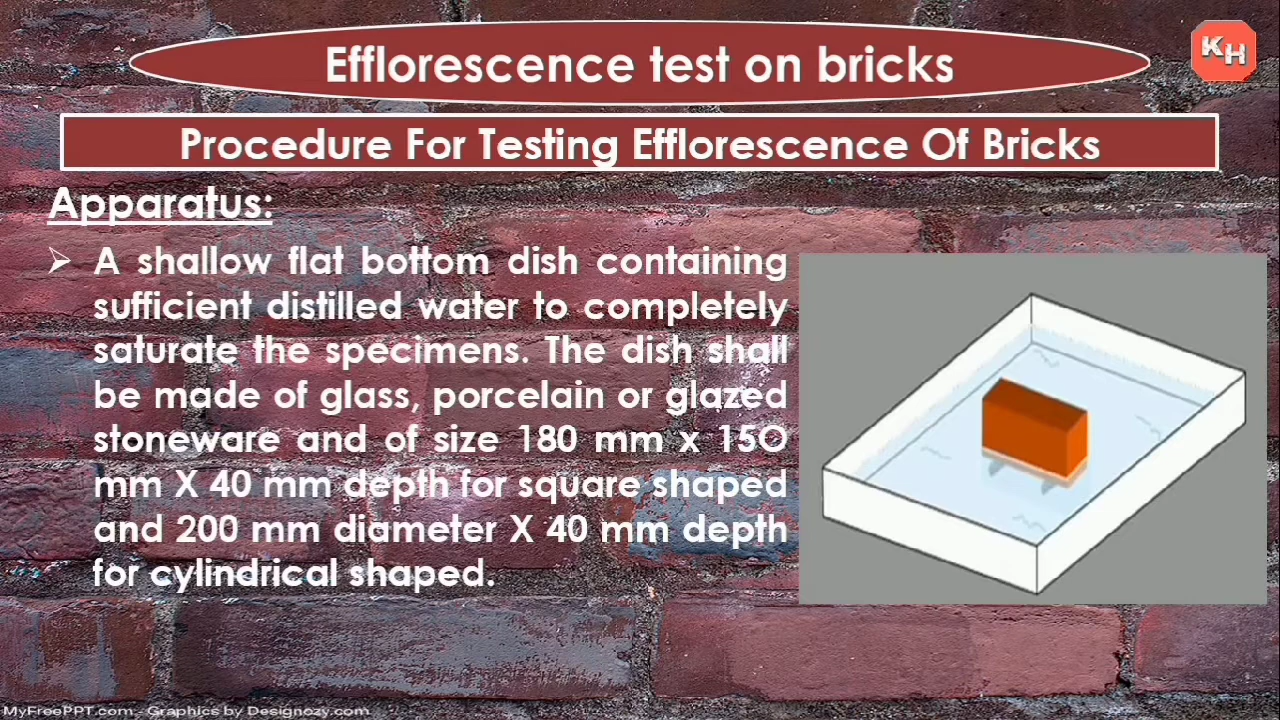 Efflorescence test on bricks
KH
Procedure For Testing Efflorescence Of Bricks
Apparatus:
A shallow flat bottom dish containing
sufficient distilled water to completely
saturate the specimens. The dish shall
be made of glass, porcelain or glazed
stoneware and of size 180 mm x 15O
mm X 40 mm depth for square shaped
and 200 mm diameter X 40 mm depth
for cylindrical shaped.
MyFreePPT.com - Graphics by Designozy.com